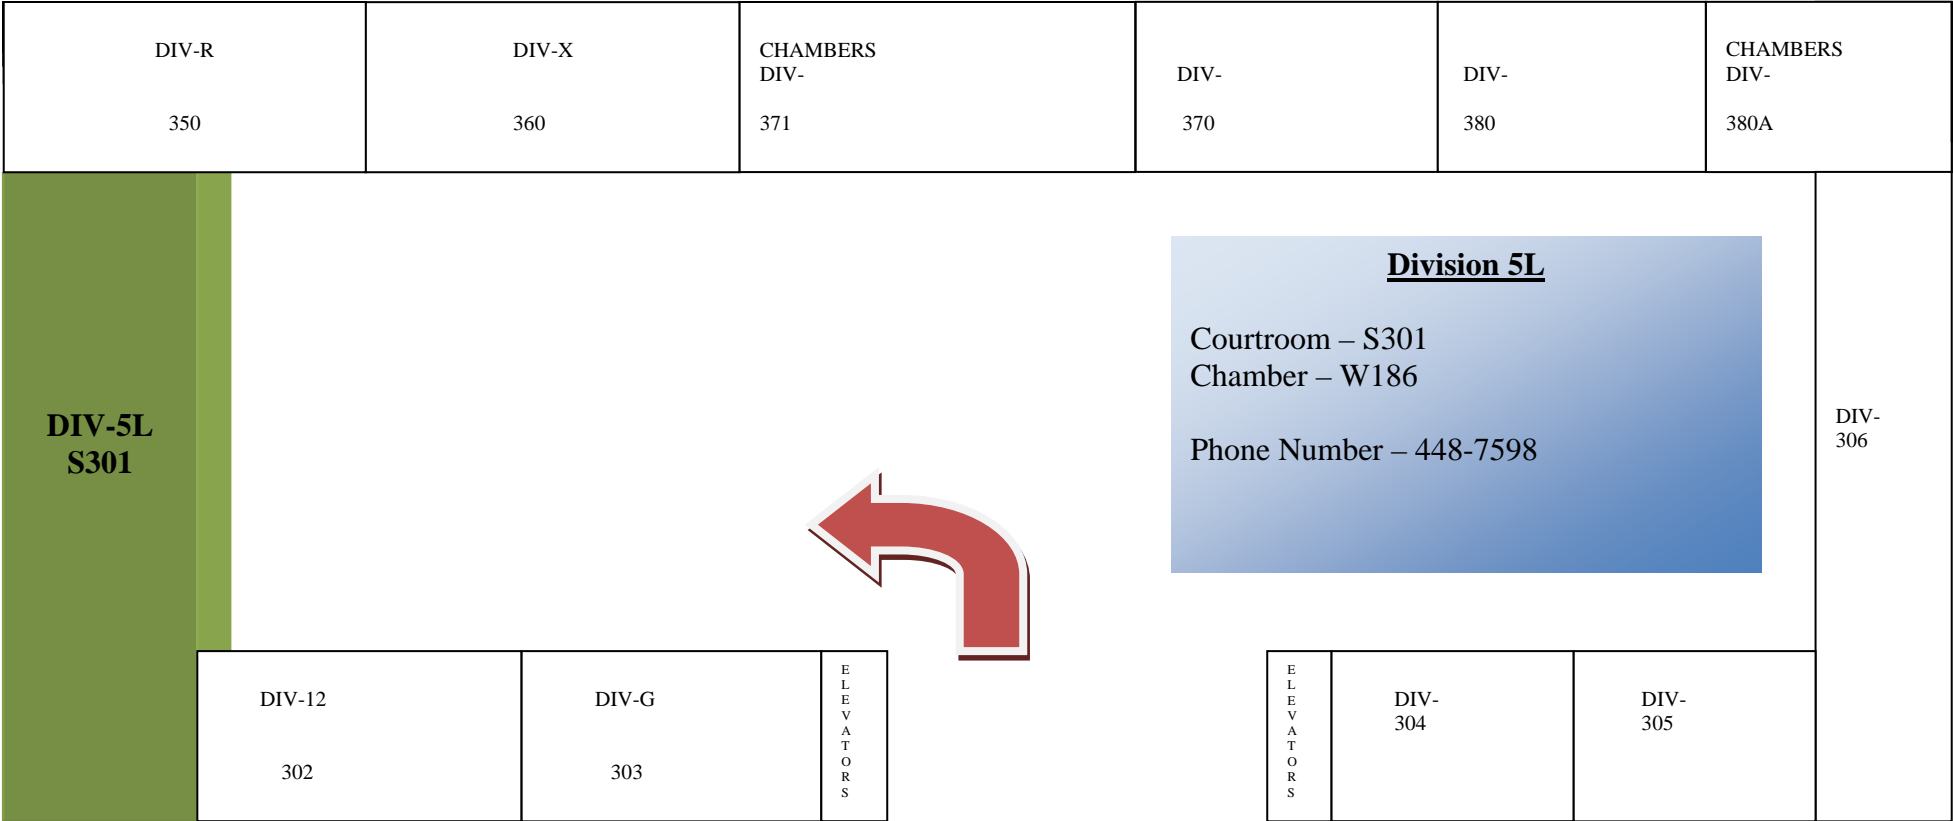 DIV-R
350
DIV-X
360
CHAMBERS
DIV-
371
DIV-
370
DIV-
380
CHAMBERS
DIV-
380A
Division 5L
Courtroom – S301
Chamber – W186
Phone Number – 448-7598
DIV-5L
S301
DIV-
306
DIV-12
302
DIV-G
303
ELEVATORS
ELEVATORS
DIV-
304
DIV-
305